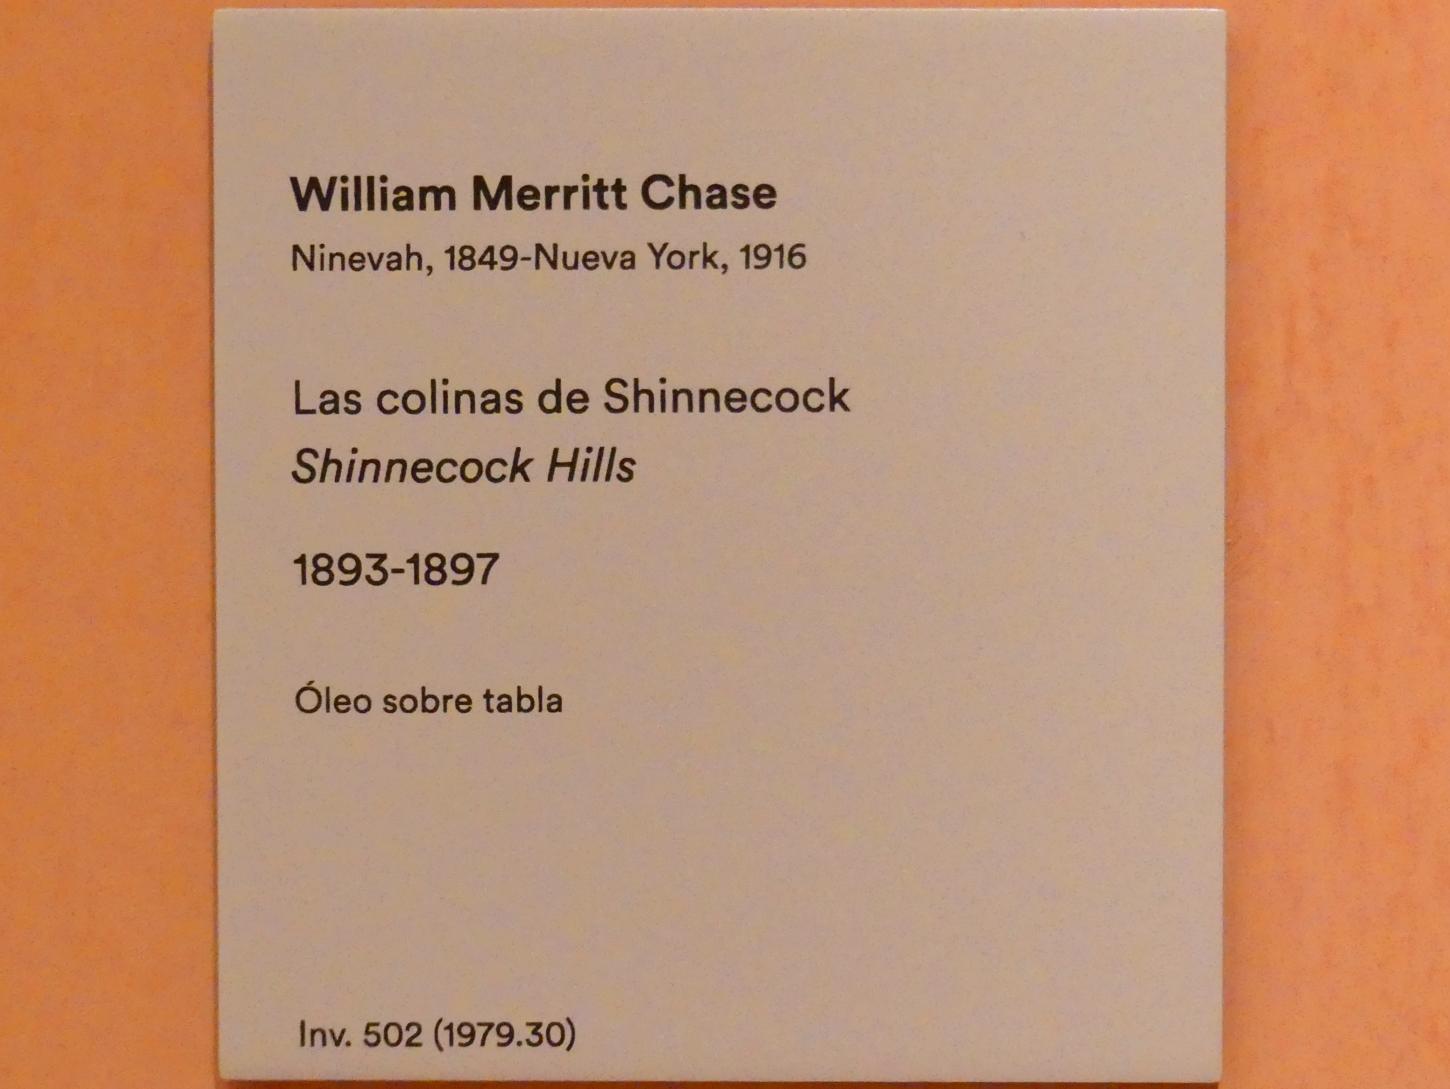 William Merritt Chase
Ninevah, 1849-Nueva York, 1916
Las colinas de Shinnecock
Shinnecock Hills
1893-1897
Óleo sobre tabla
Inv. 502 (1979.30)